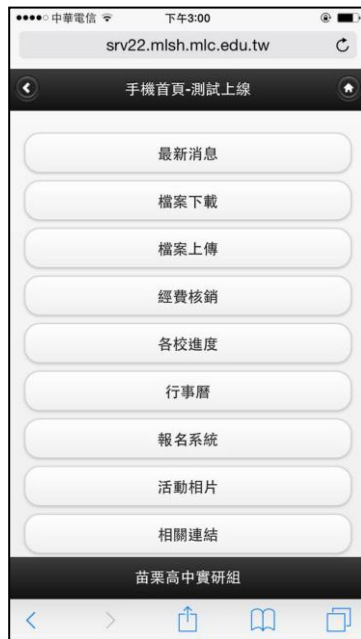 中華電信 下午3:00
srv22.mlsh.mlc.edu.tw
手機首頁-測試上線
最新消息
檔案下載
檔案上傳
經費核銷
各校進度
行事曆
報名系統
活動相片
相關連結
苗栗高中實研組